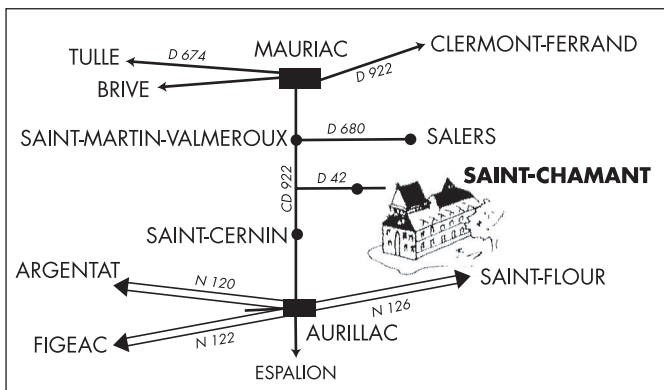 TULLE
D 674
MAURIAC
CLERMONT-FERRAND
BRIVE
D 922
SAINT-MARTIN-VALMEROUX
D 680
SALERS
CD 922
D 42
SAINT-CHAMANT
SAINT-CERNIN
ARGENTAT
N 120
SAINT-FLOUR
N 126
FIGEAC
N 122
AURILLAC
ESPALION